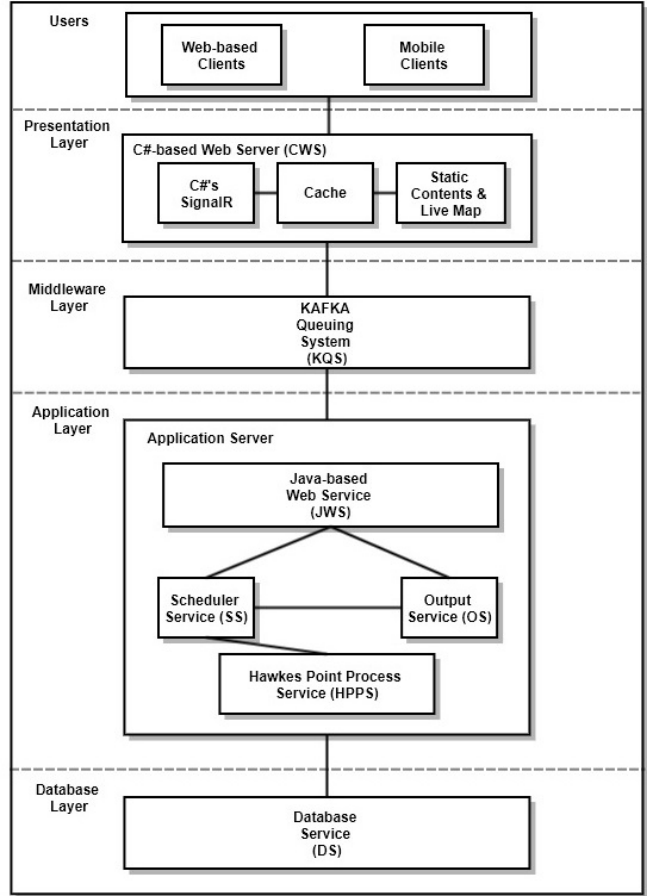 Users
Web-based
Clients
Mobile
Clients
Presentation
Layer
C#-based Web Server (CWS)
C#'s
SignalR
Cache
Static
Contents &
Live Map
Middleware
Layer
KAFKA
Queuing
System
(KQS)
Application
Layer
Application Server
Java-based
Web Service
(JWS)
Scheduler
Service (SS)
Output
Service (OS)
Hawkes Point Process
Service (HPPS)
Database
Layer
Database
Service
(DS)